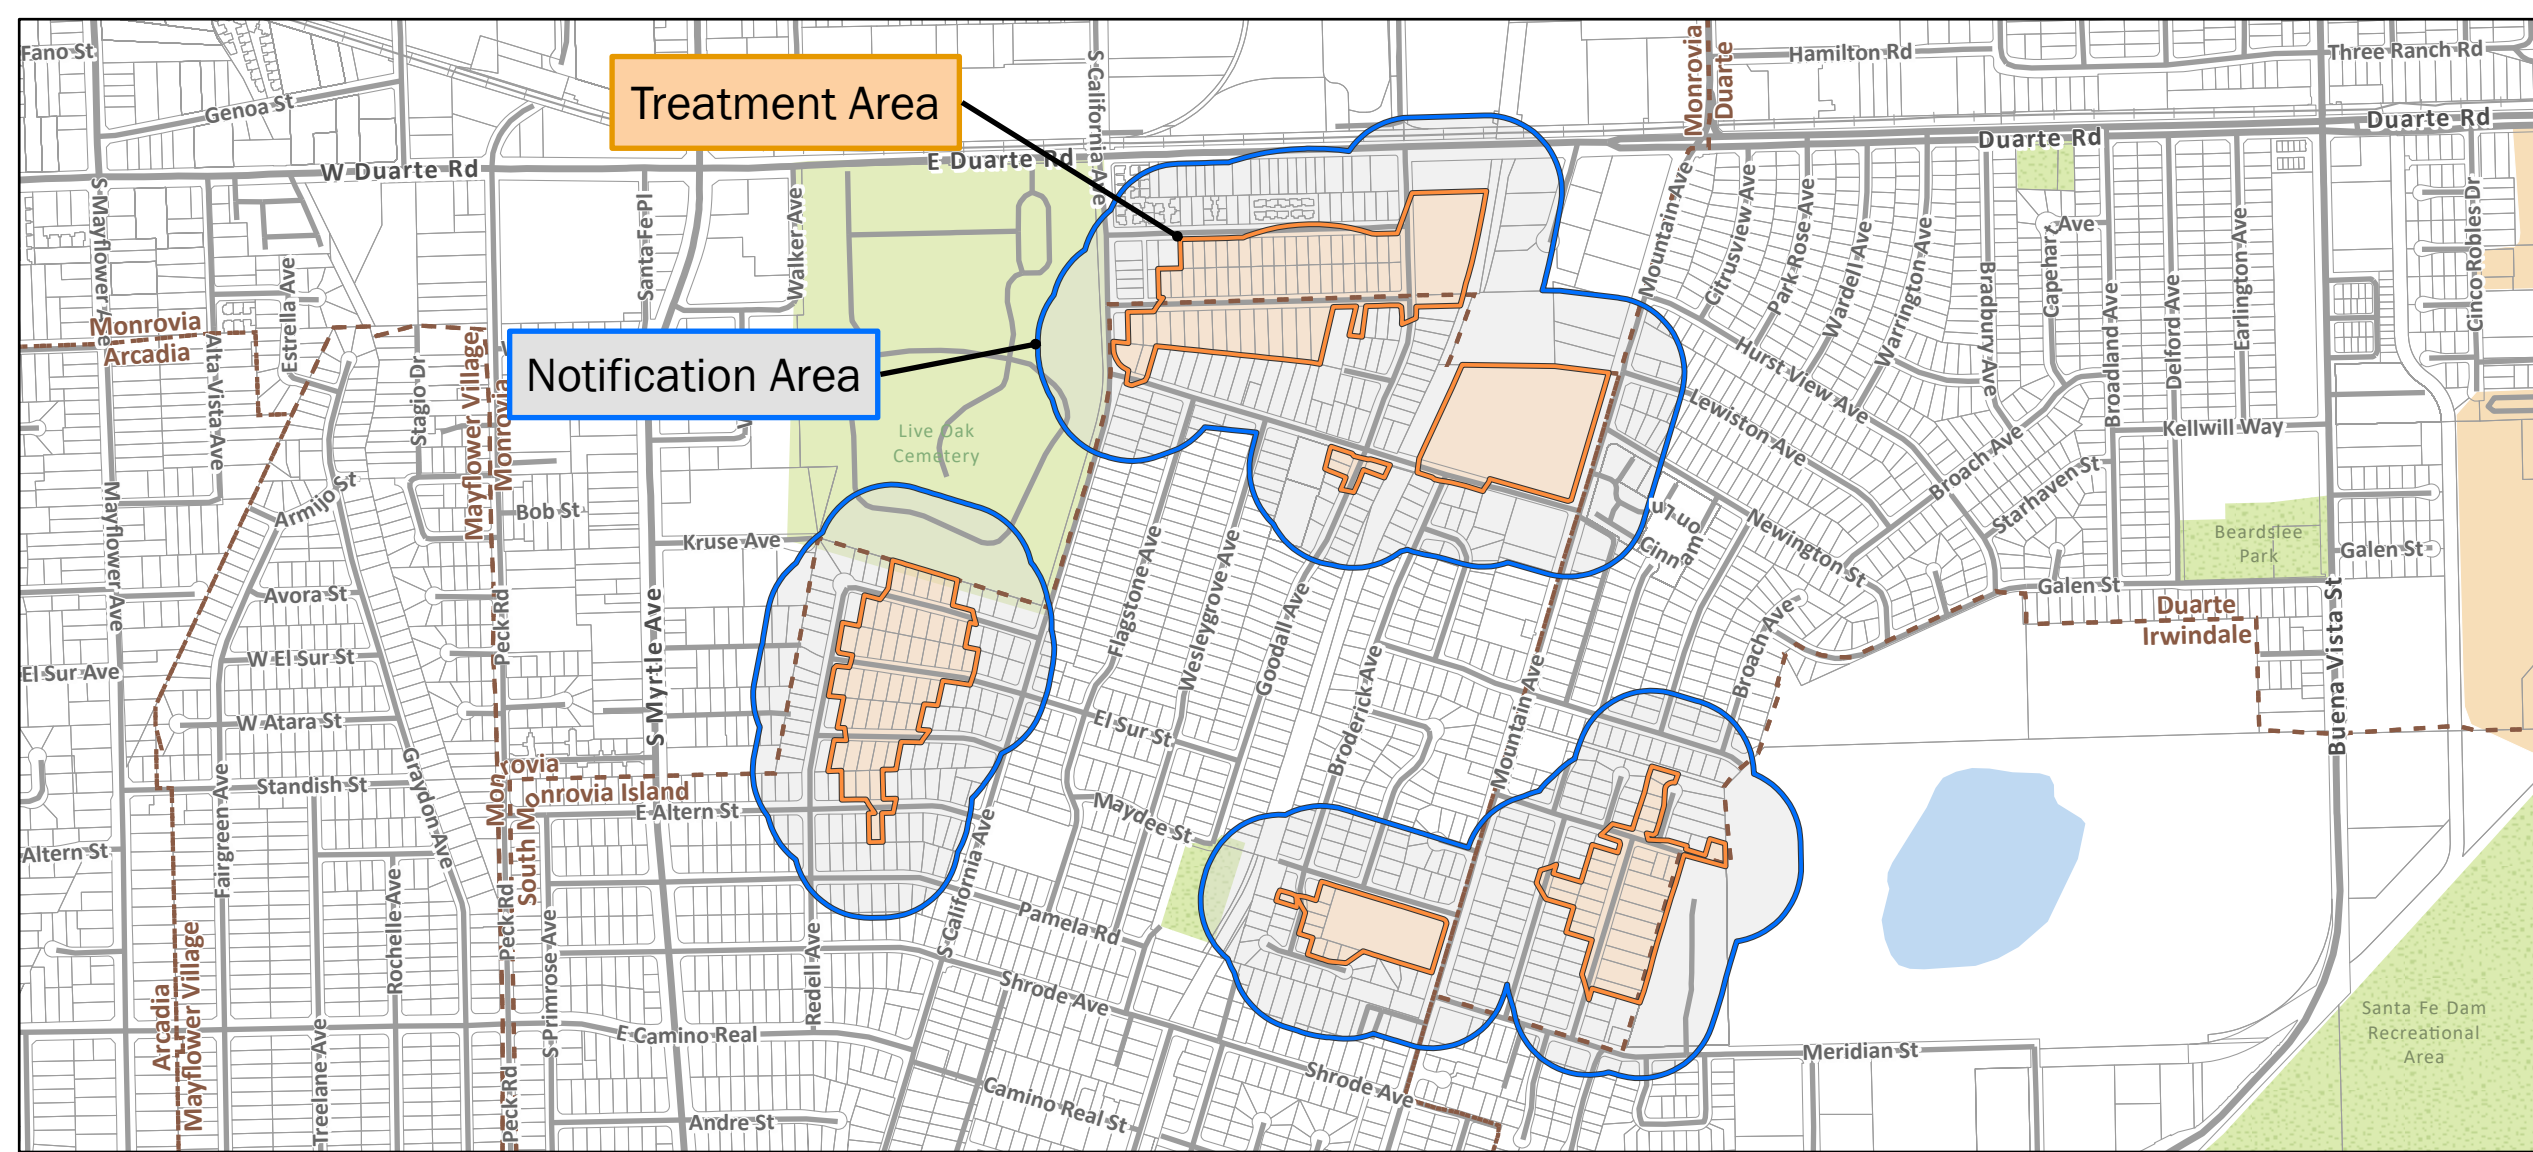 Fano St
Genoa St
W Duarte Rd
E Duarte Rd
S California Ave
Treatment Area
Monrovia
Duarte
Hamilton Rd
Three Ranch Rd
Duarte Rd
Duarte Rd
S Mayflower Ave
Santa Fe Pl
Walker Ave
Mountain Ave
Citrusview Ave
Park Rose Ave
Wardell Ave
Warrington Ave
Bradbury Ave
Capehart Ave
Broadland Ave
Delford Ave
Earlington Ave
Cinco Robles Dr
Monrovia
Arcadia
Alta Vista Ave
Estrella Ave
Stagio Dr
Mayflower Village
Monrovia
Notification Area
Live Oak
Cemetery
Hurst View Ave
Lewiston Ave
Kellwill Way
Broach Ave
Starhaven St
Armijo St
Mayflower Ave
Bob St
Kruse Ave
Cinnamon Ln
Newington St
Beardslee
Park
Galen St
Galen St
Avora St
Peck Rd
S Myrtle Ave
Flagstone Ave
Wesleygrove Ave
Goodall Ave
Broderick Ave
Mountain Ave
Broach Ave
Duarte
Irwindale
Buena Vista St
El Sur Ave
W El Sur St
W Atara St
El Sur St
Monrovia
South Monrovia Island
Standish St
Graydon Ave
E Altern St
Maydee St
Altern St
Fairgreen Ave
Rochelle Ave
Peck Rd
S Primrose Ave
Redell Ave
S California Ave
Pamela Rd
Shrode Ave
Arcadia
Mayflower Village
Treelane Ave
E Camino Real
Camino Real St
Shrode Ave
Andre St
Peck Rd
Meridian St
Santa Fe Dam
Recreational
Area